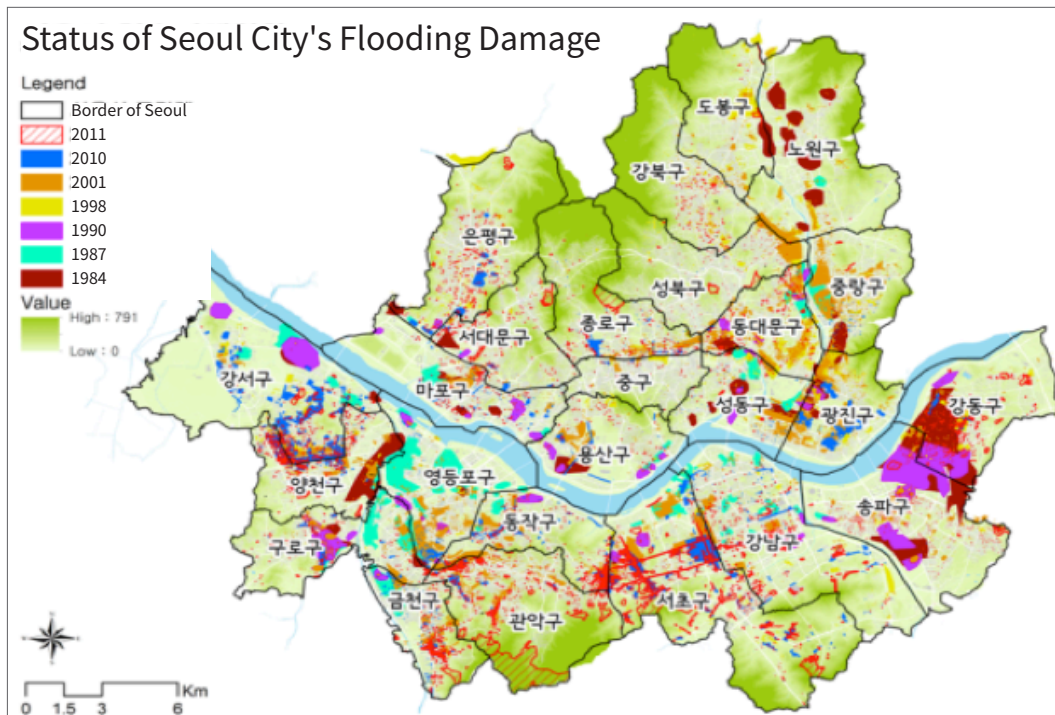 Status of Seoul City's Flooding Damage
Legend
Border of Seoul
2011
2010
2001
1998
1990
1987
1984
Value
High : 791
Low : 0
도봉구
노원구
강북구
은평구
성북구
중랑구
종로구
동대문구
서대문구
중구
강서구
마포구
성동구
광진구
강동구
용산구
양천구
영등포구
송파구
동작구
구로구
강남구
금천구
서초구
관악구
Km
0 1.5 3 6